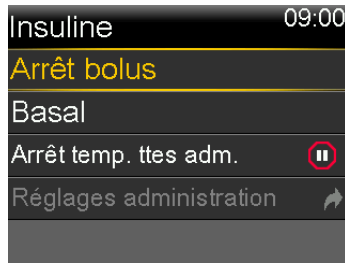 Insuline 09:00
Arrêt bolus
Basal
Arrêt temp. ttes adm.
Réglages administration